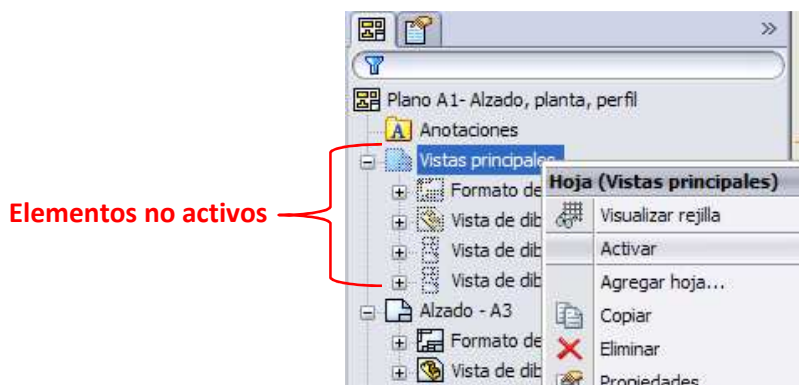 »
Plano A1- Alzado, planta, perfil
A Anotaciones
Vistas principales
Hoja (Vistas principales)
Formato de
Visualizar rejilla
Elementos no activos
Vista de dib
Activar
Vista de dib
Agregar hoja...
Vista de dib
Copiar
Alzado - A3
Formato de
Eliminar
Vista de dib
Propiedades